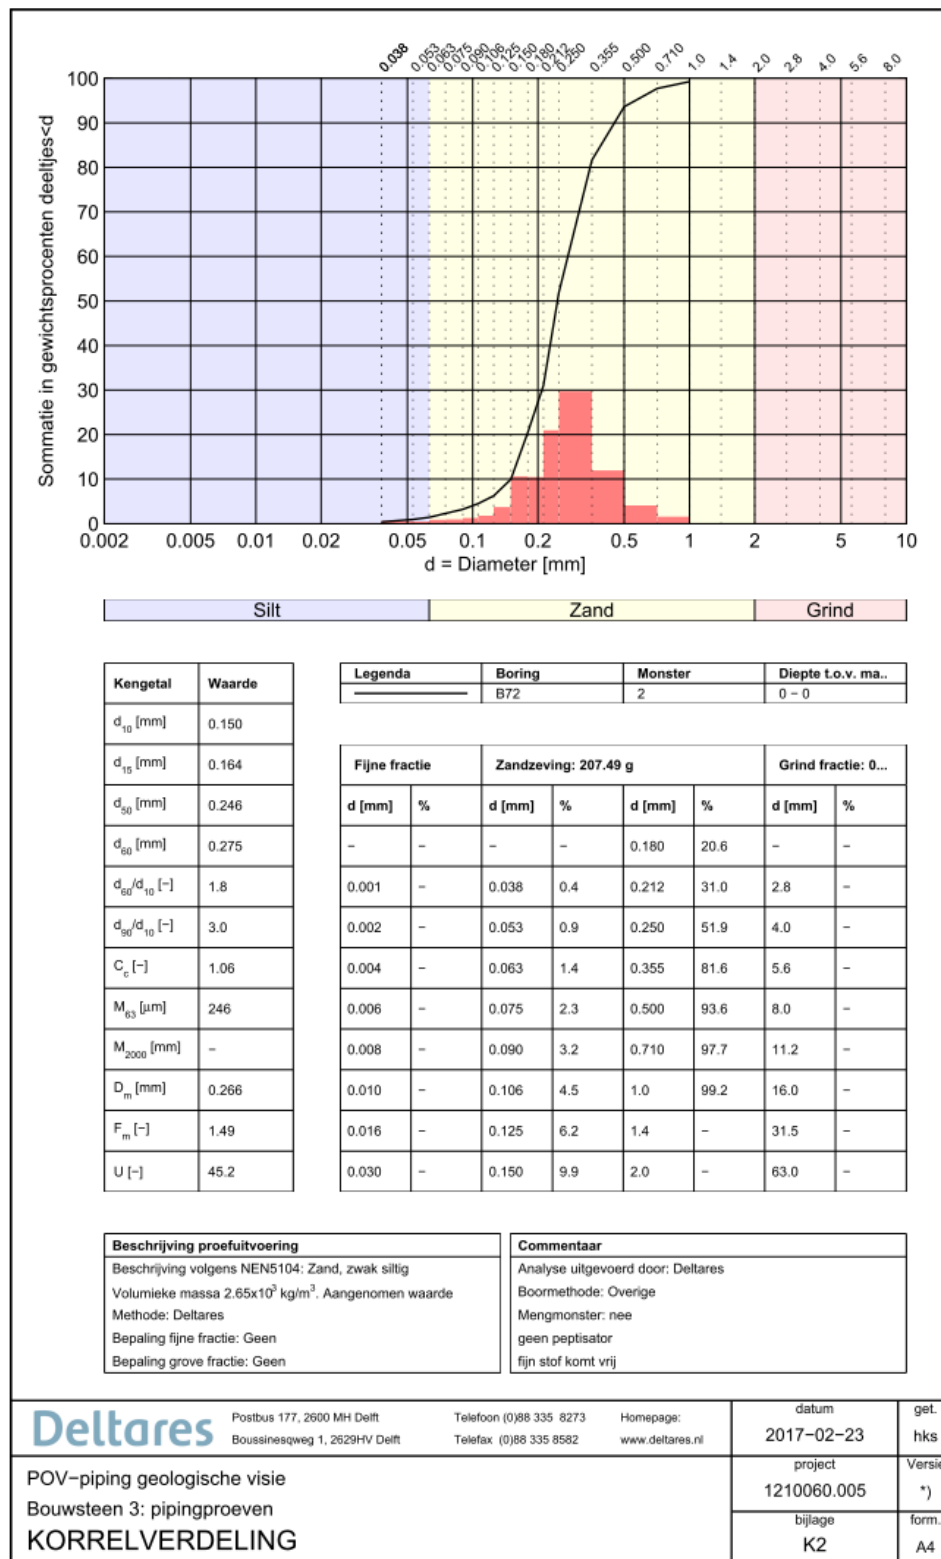 0.038 0.053 0.063 0.075 0.090 0.106 0.125 0.150 0.180 0.212 0.250 0.355 0.500 0.710 1.0 1.4 2.0 2.8 4.0 5.6 8.0
Sommatie in gewichtsprocenten deeltjes<d
100
90
80
70
60
50
40
30
20
10
0
0.002 0.005 0.01 0.02 0.05 0.1 0.2 0.5 1 2 5 10
d = Diameter [mm]
Silt Zand Grind
Kengetal Waarde
d10 [mm] 0.150
d15 [mm] 0.164
d50 [mm] 0.246
d60 [mm] 0.275
d60/d10 [−] 1.8
d90/d10 [−] 3.0
Cc [−] 1.06
M63 [µm] 246
M2000 [mm] −
Dm [mm] 0.266
Fm [−] 1.49
U [−] 45.2
Legenda Boring Monster Diepte t.o.v. ma..
B72 2 0 − 0
Fijne fractie Zandzeving: 207.49 g Grind fractie: 0...
d [mm] % d [mm] % d [mm] % d [mm] %
− − − − 0.180 20.6 − −
0.001 − 0.038 0.4 0.212 31.0 2.8 −
0.002 − 0.053 0.9 0.250 51.9 4.0 −
0.004 − 0.063 1.4 0.355 81.6 5.6 −
0.006 − 0.075 2.3 0.500 93.6 8.0 −
0.008 − 0.090 3.2 0.710 97.7 11.2 −
0.010 − 0.106 4.5 1.0 99.2 16.0 −
0.016 − 0.125 6.2 1.4 − 31.5 −
0.030 − 0.150 9.9 2.0 − 63.0 −
Beschrijving proefuitvoering
Beschrijving volgens NEN5104: Zand, zwak siltig
Volumieke massa 2.65x10³ kg/m³. Aangenomen waarde
Methode: Deltares
Bepaling fijne fractie: Geen
Bepaling grove fractie: Geen
Commentaar
Analyse uitgevoerd door: Deltares
Boormethode: Overige
Mengmonster: nee
geen peptisator
fijn stof komt vrij
Deltares
Postbus 177, 2600 MH Delft Telefoon (0)88 335 8273 Homepage:
Boussinesqweg 1, 2629HV Delft Telefax (0)88 335 8582 www.deltares.nl
datum get.
2017−02−23 hks
POV−piping geologische visie
Bouwsteen 3: pipingproeven
KORRELVERDELING
project Versie
1210060.005 *)
bijlage form.
K2 A4